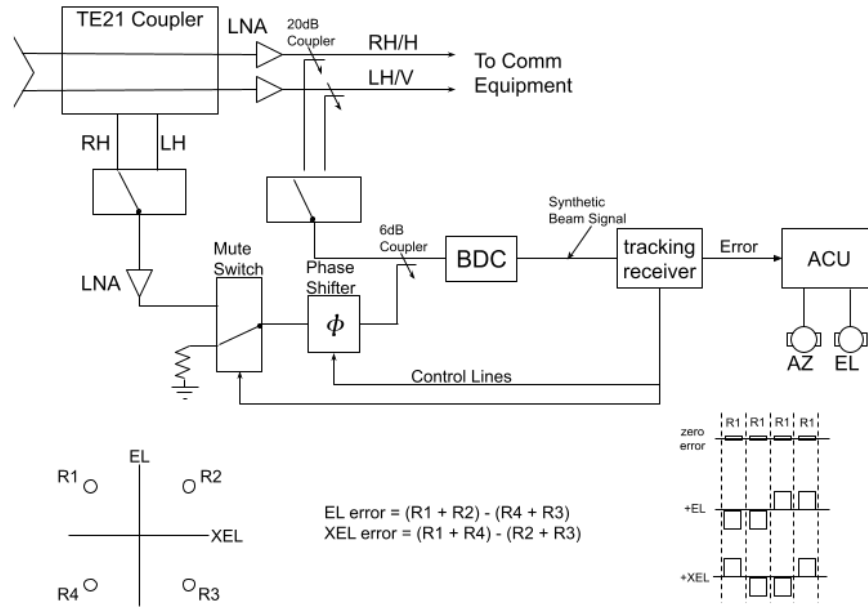 TE21 Coupler
LNA
20dB
Coupler
RH/H
LH/V
To Comm
Equipment
RH
LH
LNA
Mute
Switch
Phase
Shifter
ϕ
6dB
Coupler
BDC
Synthetic
Beam Signal
tracking
receiver
Error
ACU
AZ
EL
Control Lines
EL
R1
R2
XEL
R4
R3
EL error = (R1 + R2) - (R4 + R3)
XEL error = (R1 + R4) - (R2 + R3)
R1 R1 R1 R1
zero
error
+EL
+XEL